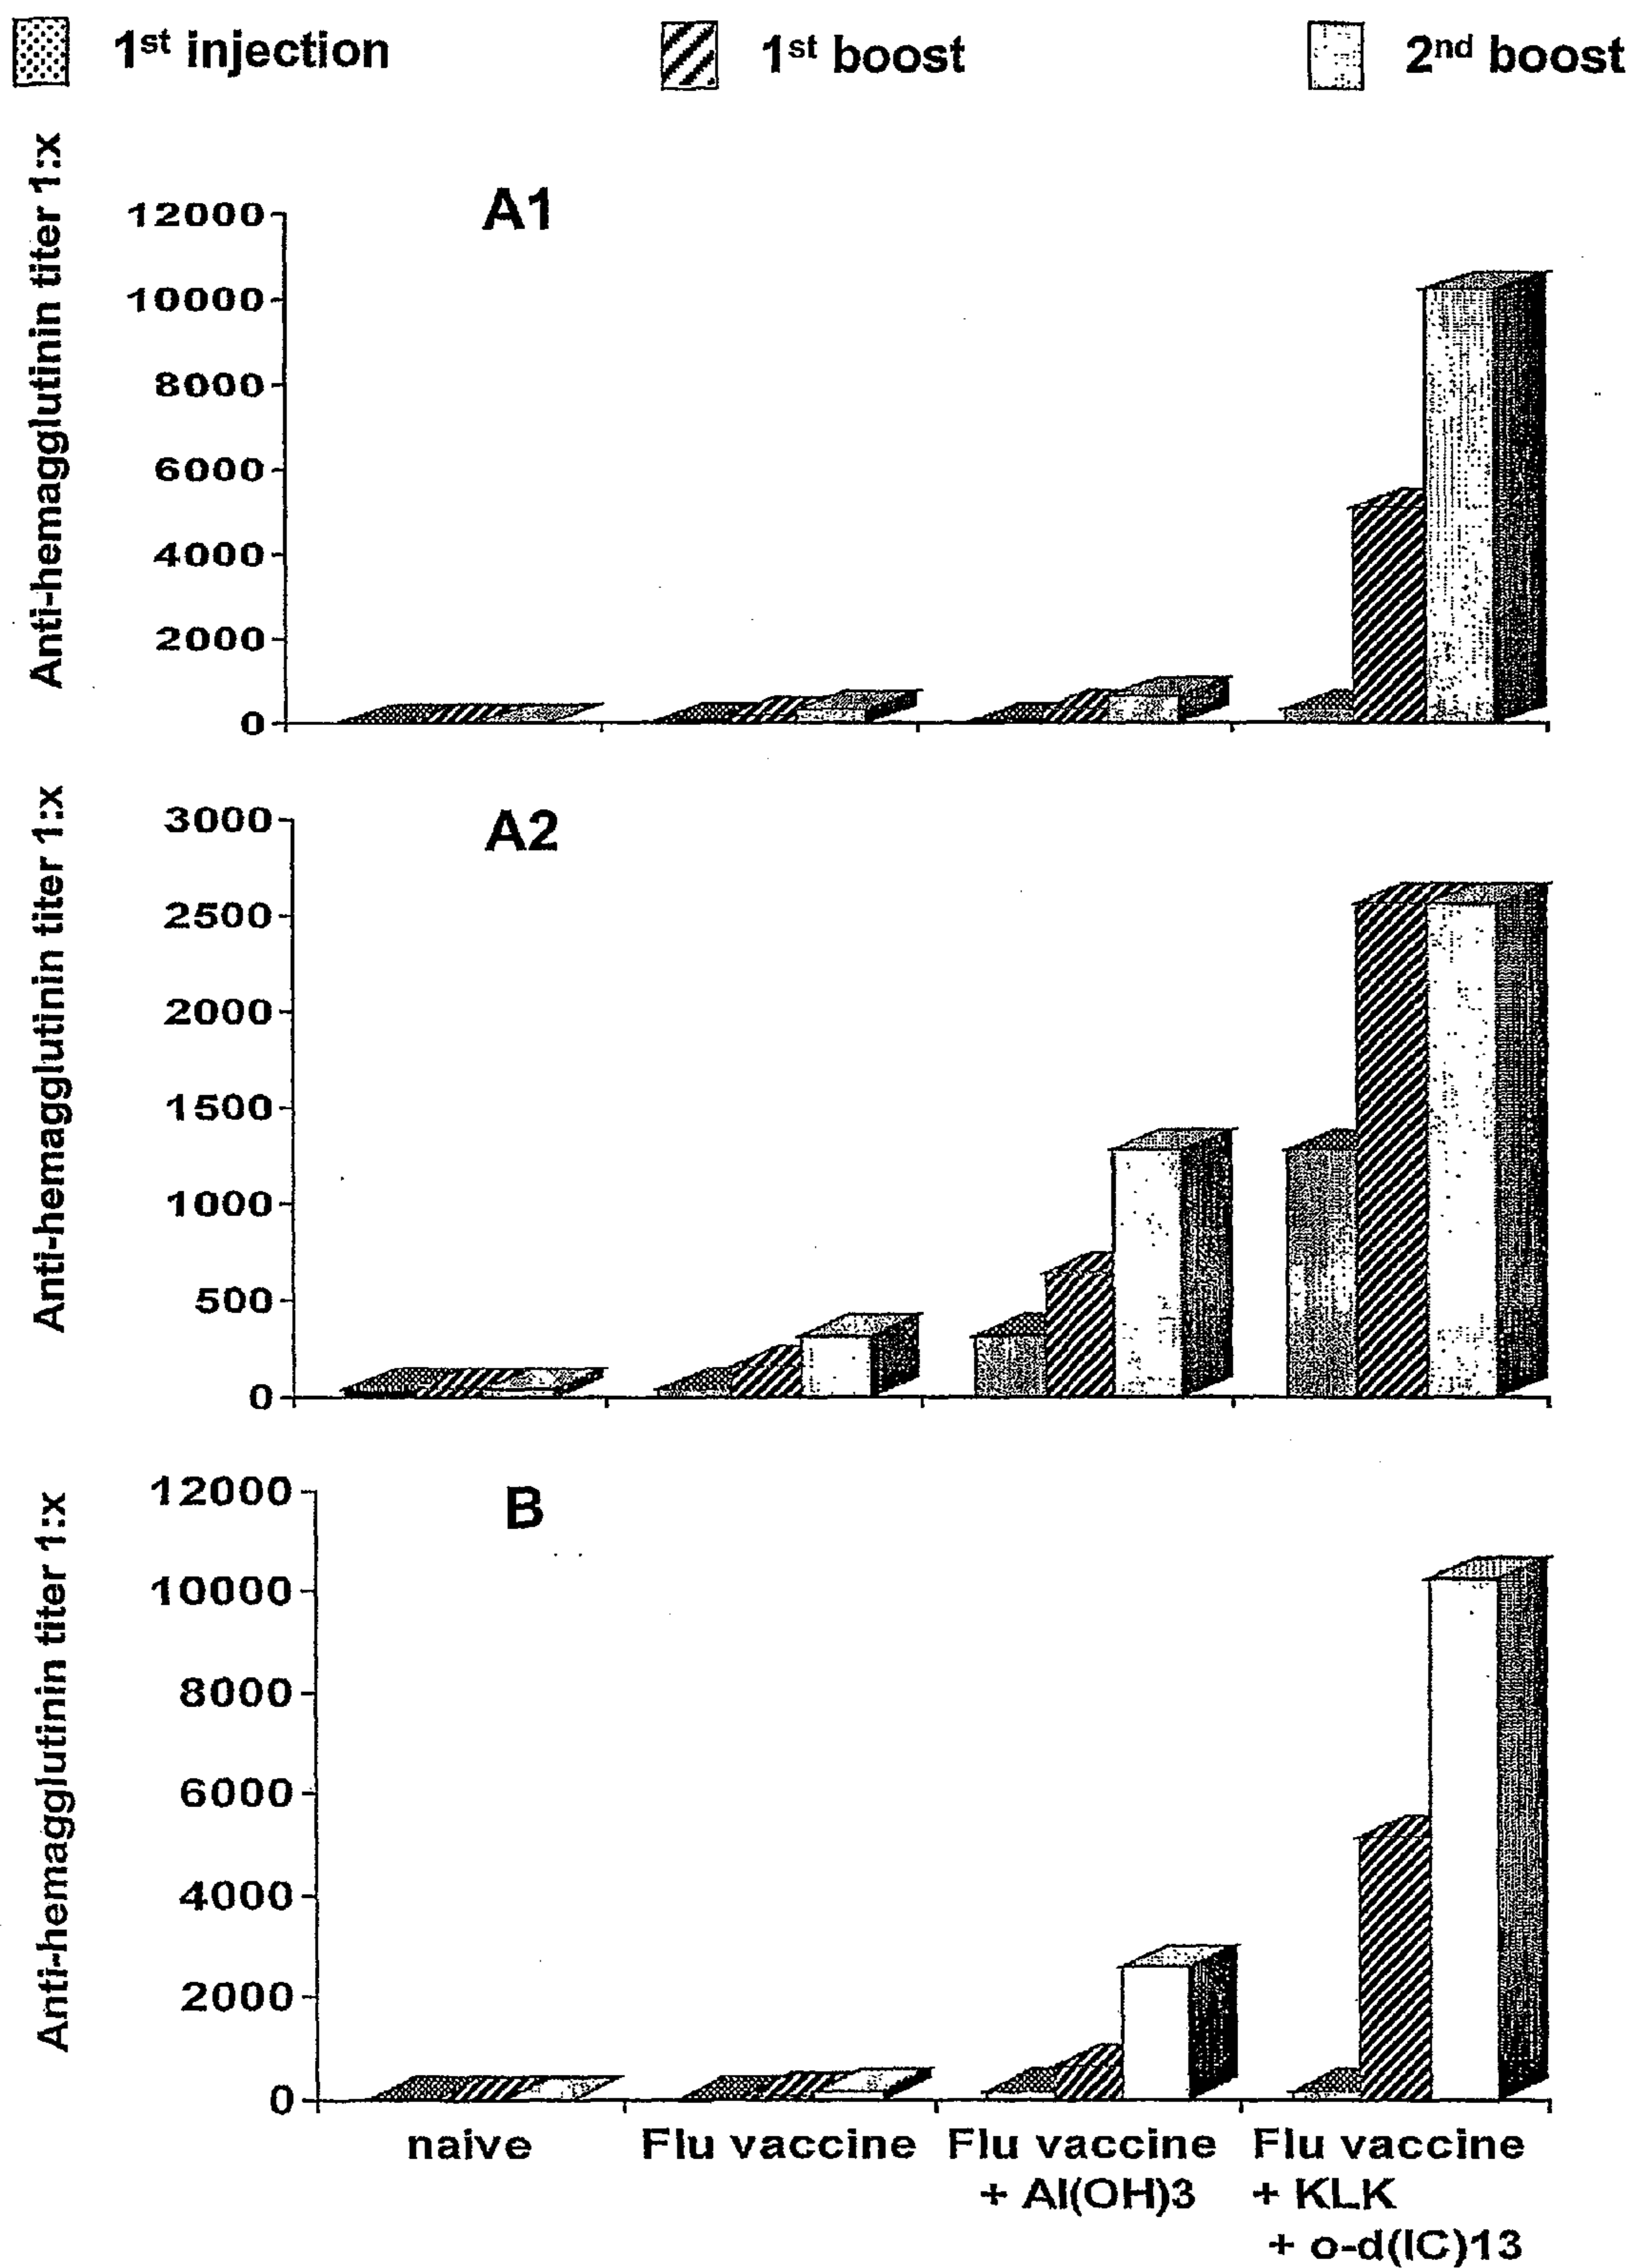 1st injection 1st boost 2nd boost
Anti-hemagglutinin titer 1:x
A1
12000
10000
8000
6000
4000
2000
0
Anti-hemagglutinin titer 1:x
A2
3000
2500
2000
1500
1000
500
0
Anti-hemagglutinin titer 1:x
B
12000
10000
8000
6000
4000
2000
0
naive Flu vaccine Flu vaccine Flu vaccine
+ Al(OH)3 + KLK
+ o-d(IC)13